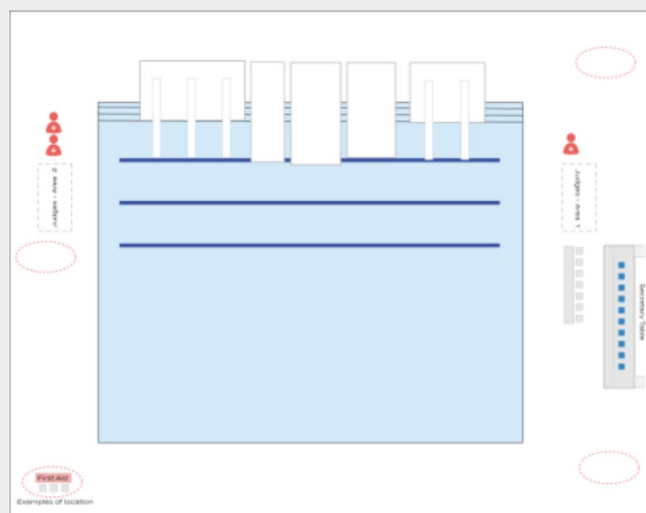 Judges - Area 2
Judges - Area 1
Secretary Table
First Aid
Examples of location